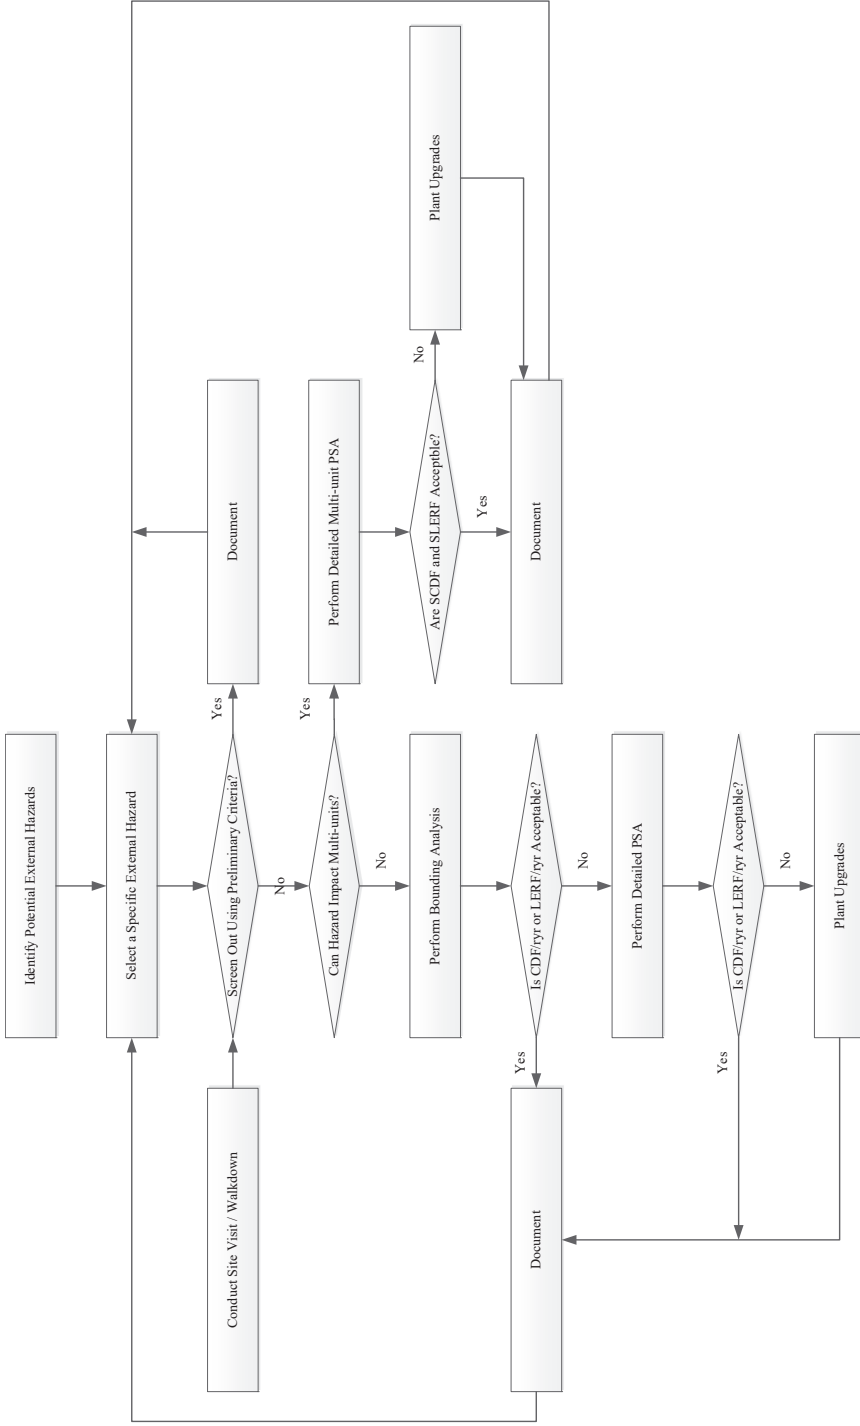 Identify Potential External Hazards
Select a Specific External Hazard
Conduct Site Visit / Walkdown
Screen Out Using Preliminary Criteria?
Yes
Document
No
Can Hazard Impact Multi-units?
Yes
Perform Detailed Multi-unit PSA
No
Perform Bounding Analysis
Are SCDF and SLERF Acceptble?
No
Plant Upgrades
Yes
Document
Is CDF/ryr or LERF/ryr Acceptable?
Yes
Document
No
Perform Detailed PSA
Is CDF/ryr or LERF/ryr Acceptable?
Yes
No
Plant Upgrades